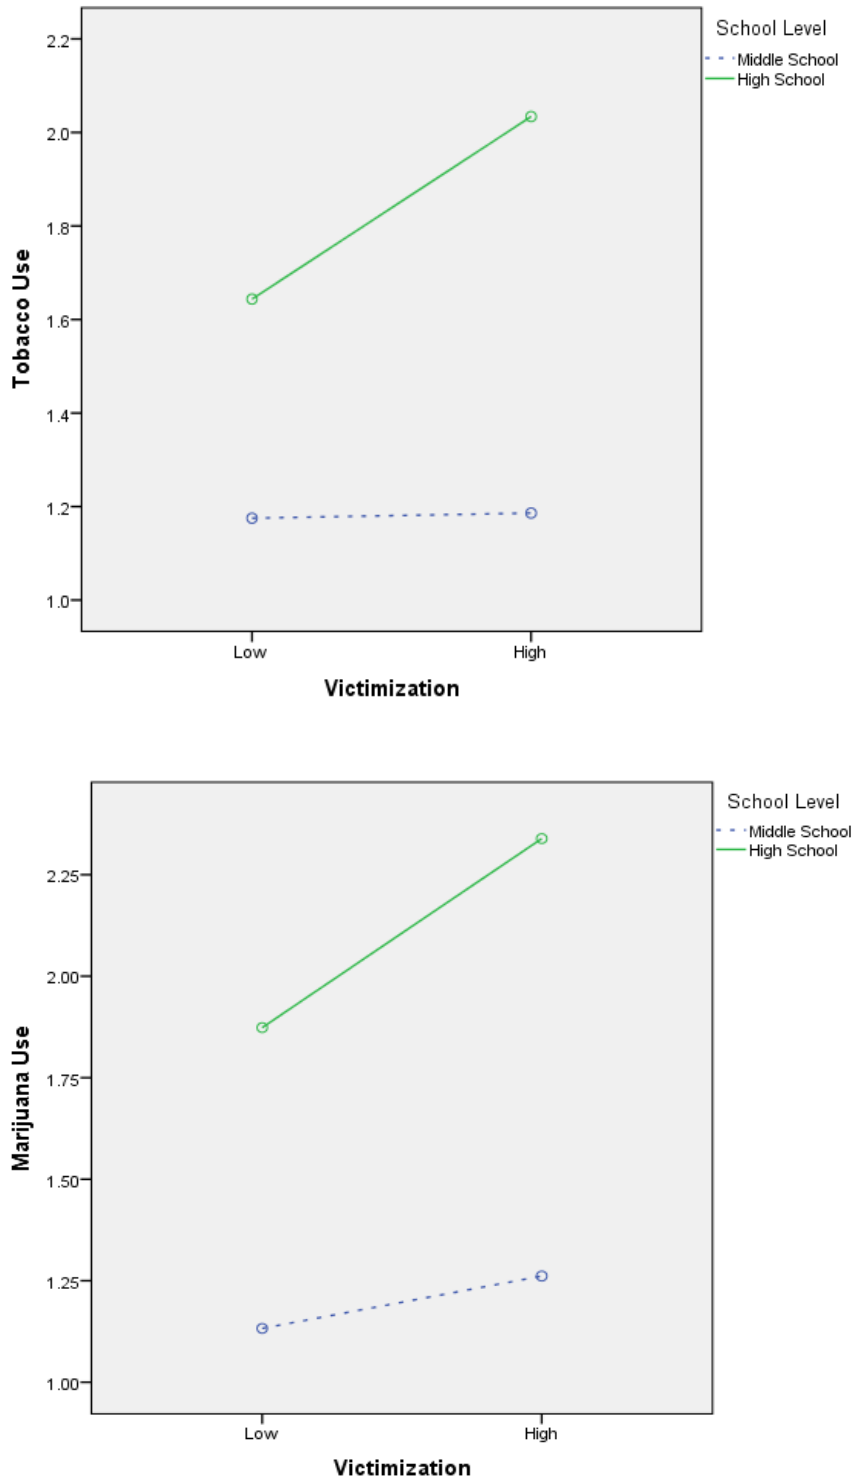 School Level
Middle School
High School
2.2
2.0
1.8
1.6
1.4
1.2
1.0
Tobacco Use
Low
High
Victimization
School Level
Middle School
High School
2.25
2.00
1.75
1.50
1.25
1.00
Marijuana Use
Low
High
Victimization